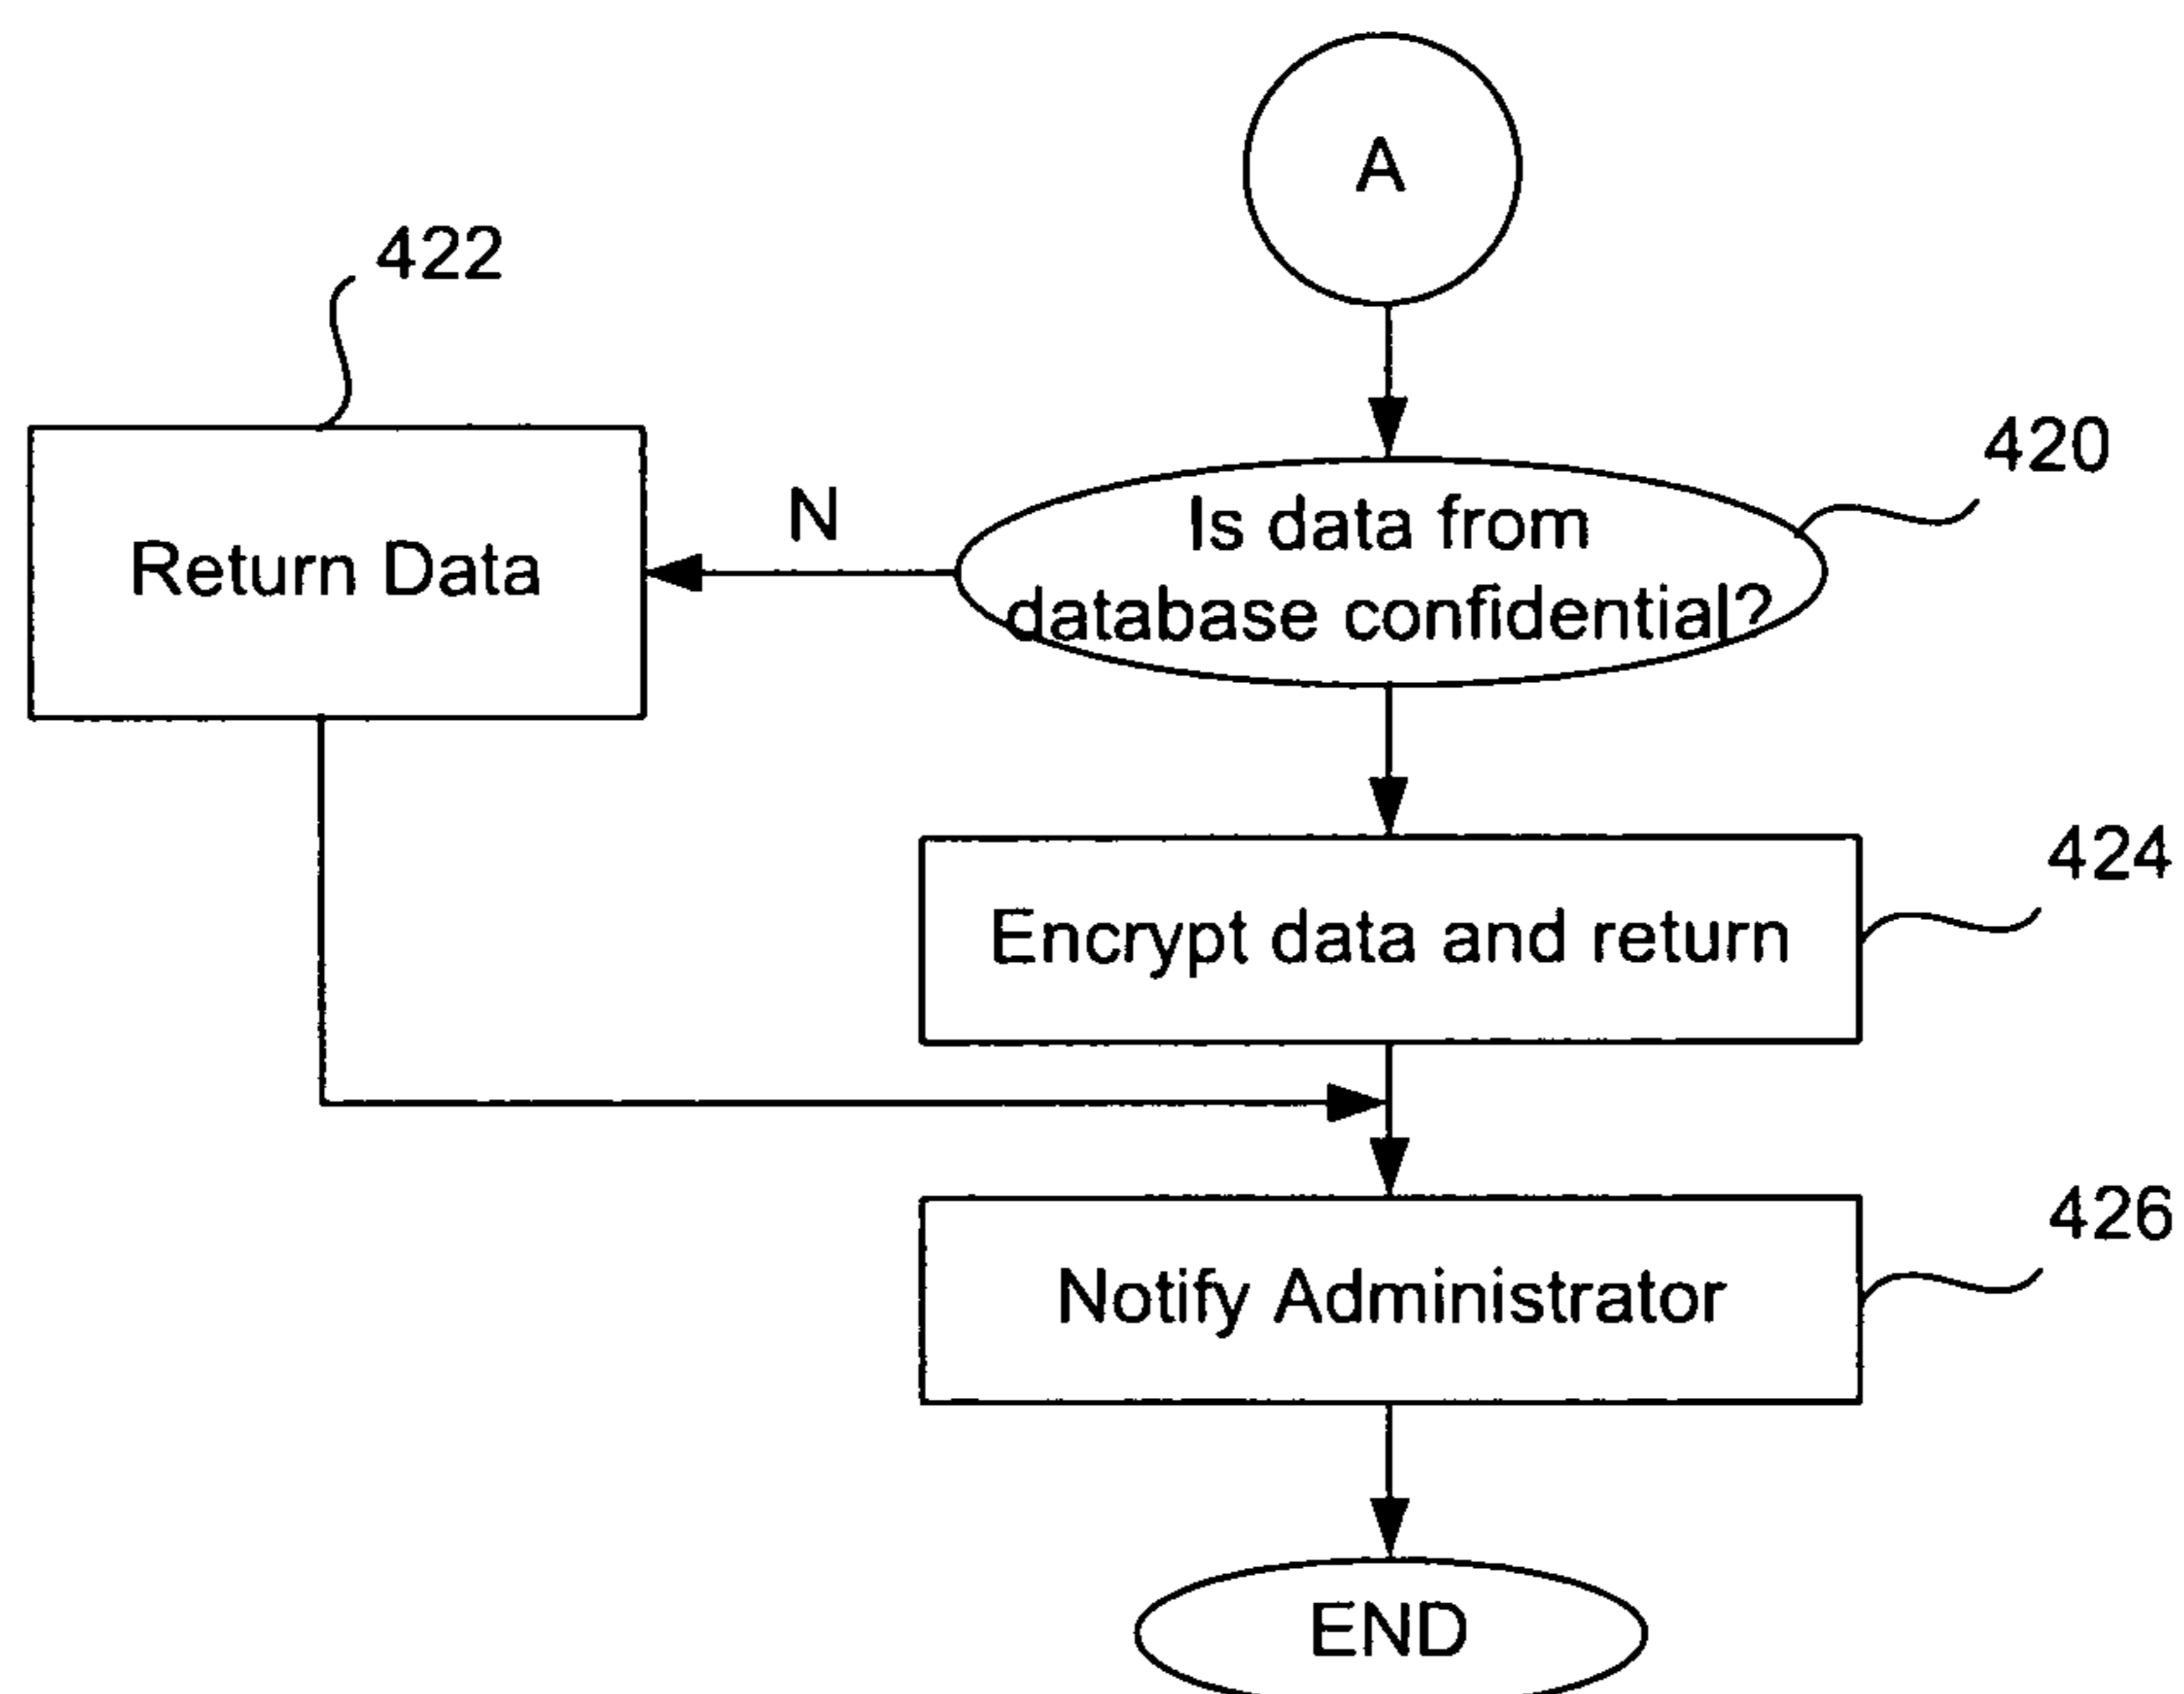 A
422
420
Is data from
database confidential?
N
Return Data
424
Encrypt data and return
426
Notify Administrator
END